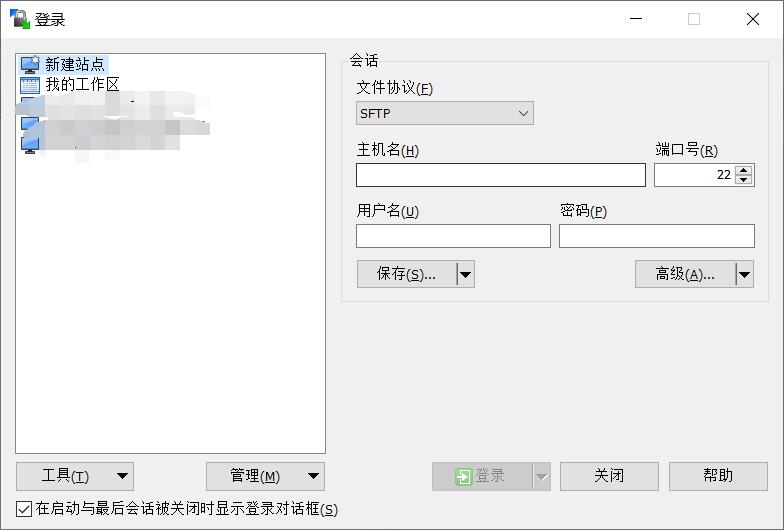 登录
新建站点
我的工作区
会话
文件协议(F)
SFTP
主机名(H) 端口号(R)
22
用户名(U) 密码(P)
保存(S)... 高级(A)...
工具(T) 管理(M) 登录 关闭 帮助
在启动与最后会话被关闭时显示登录对话框(S)